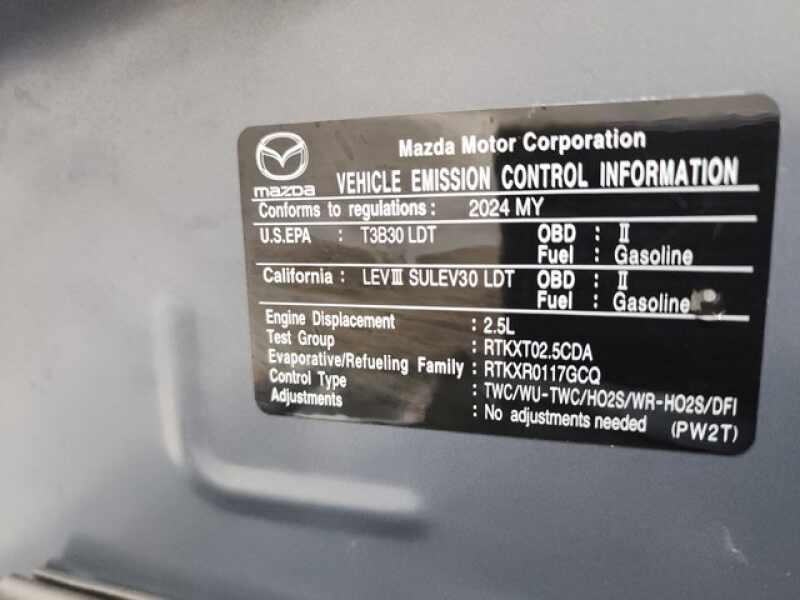 Mazda Motor Corporation
mazda VEHICLE EMISSION CONTROL INFORMATION
Conforms to regulations : 2024 MY
U.S.EPA : T3B30 LDT OBD : II
Fuel : Gasoline
California : LEVIII SULEV30 LDT OBD : II
Fuel : Gasoline
Engine Displacement : 2.5L
Test Group : RTKXT02.5CDA
Evaporative/Refueling Family : RTKXR0117GCQ
Control Type : TWC/WU-TWC/HO2S/WR-HO2S/DFI
Adjustments : No adjustments needed (PW2T)